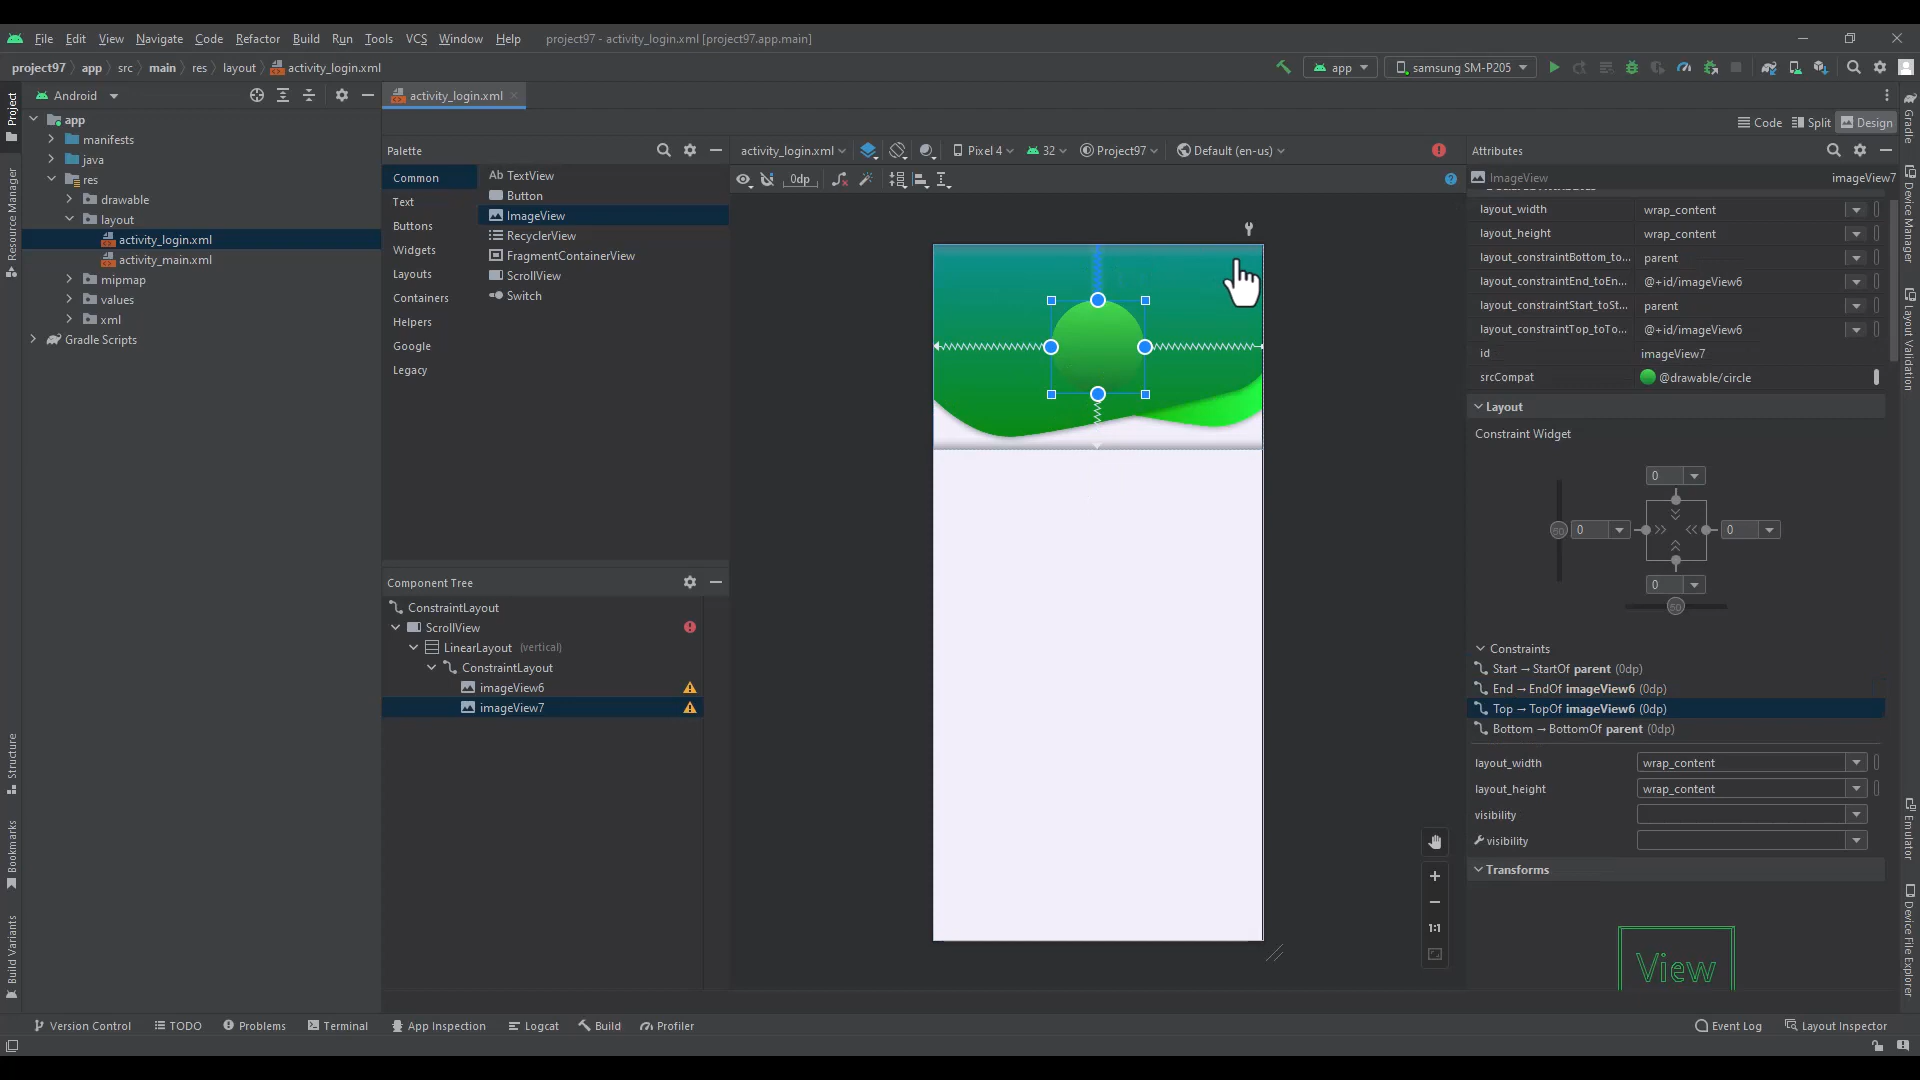 File Edit View Navigate Code Refactor Build Run Tools VCS Window Help project97 - activity_login.xml [project97.app.main]
project97 app src main res layout activity_login.xml app samsung SM-P205
Project Android activity_login.xml Gradle
Code Split Design
Palette activity_login.xml Pixel 4 32 Project97 Default (en-us) Attributes
Common Ab TextView 0dp ImageView imageView7
Text Button
Buttons ImageView
Widgets RecyclerView
Layouts FragmentContainerView
Containers ScrollView
Helpers Switch
Google
Legacy
app
manifests
java
res
drawable
layout
activity_login.xml
activity_main.xml
mipmap
values
xml
Gradle Scripts
Resource Manager
Structure
Bookmarks
Build Variants
Component Tree
ConstraintLayout
ScrollView
LinearLayout (vertical)
ConstraintLayout
imageView6
imageView7
1:1
layout_width wrap_content
layout_height wrap_content
layout_constraintBottom_to... parent
layout_constraintEnd_toEn... @+id/imageView6
layout_constraintStart_toSt... parent
layout_constraintTop_toTo... @+id/imageView6
id imageView7
srcCompat @drawable/circle
Layout
Constraint Widget
0
50 0 0
0
50
Constraints
Start → StartOf parent (0dp)
End → EndOf imageView6 (0dp)
Top → TopOf imageView6 (0dp)
Bottom → BottomOf parent (0dp)
layout_width wrap_content
layout_height wrap_content
visibility
visibility
Transforms
View
Device Manager
Layout Validation
Emulator
Device File Explorer
Version Control TODO Problems Terminal App Inspection Logcat Build Profiler Event Log Layout Inspector